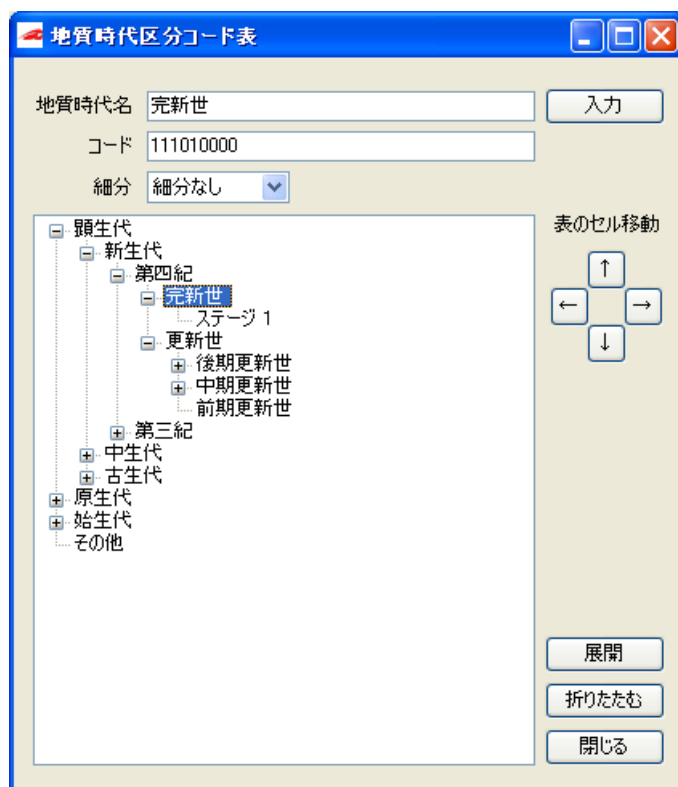 地質時代区分コード表
地質時代名 完新世 入力
コード 111010000
細分 細分なし
表のセル移動
顕生代
新生代
↑
第四紀
完新世
← →
ステージ 1
更新世
↓
後期更新世
中期更新世
前期更新世
第三紀
中生代
古生代
原生代
始生代
その他
展開
折りたたむ
閉じる